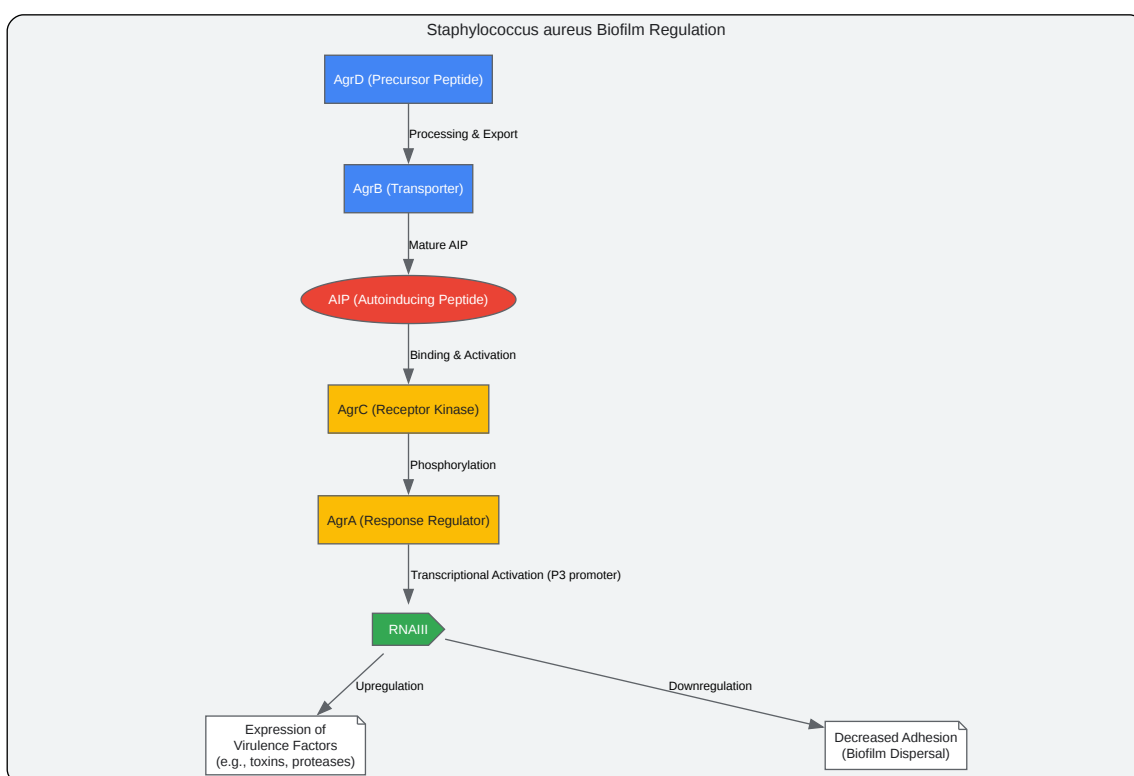 Staphylococcus aureus Biofilm Regulation
AgrD (Precursor Peptide)
Processing & Export
AgrB (Transporter)
Mature AIP
AIP (Autoinducing Peptide)
Binding & Activation
AgrC (Receptor Kinase)
Phosphorylation
AgrA (Response Regulator)
Transcriptional Activation (P3 promoter)
RNAIII
Upregulation
Downregulation
Expression of
Virulence Factors
(e.g., toxins, proteases)
Decreased Adhesion
(Biofilm Dispersal)